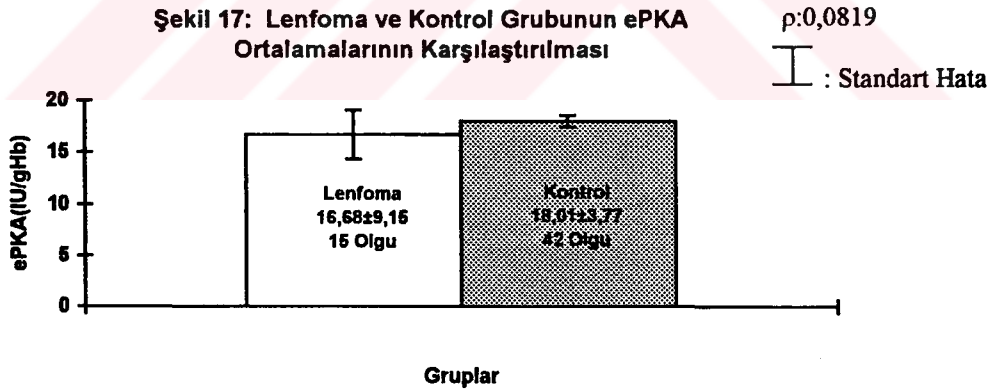 Şekil 17: Lenfoma ve Kontrol Grubunun ePKA
Ortalamalarının Karşılaştırılması
ρ:0,0819
: Standart Hata
ePKA(IU/gHb)
20
15
10
5
0
Lenfoma
16,68±9,15
15 Olgu
Kontrol
18,01±3,77
42 Olgu
Gruplar